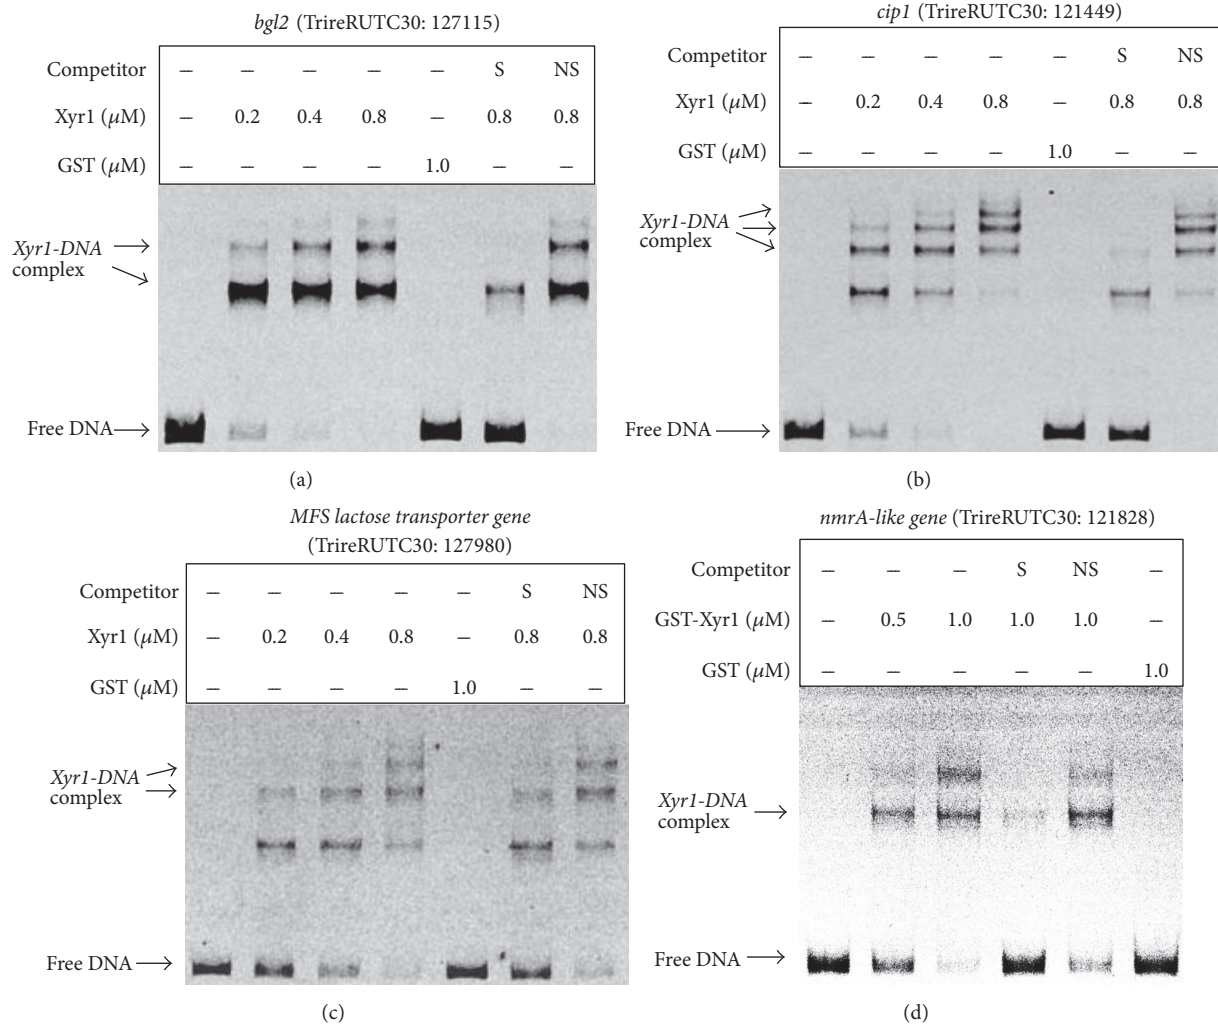 bgl2 (TrireRUTC30: 127115)
Competitor — — — — — S NS
Xyr1 (μM) — 0.2 0.4 0.8 — 0.8 0.8
GST (μM) — — — — 1.0 — —
Xyr1-DNA
complex
Free DNA
(a)
cip1 (TrireRUTC30: 121449)
Competitor — — — — — S NS
Xyr1 (μM) — 0.2 0.4 0.8 — 0.8 0.8
GST (μM) — — — — 1.0 — —
Xyr1-DNA
complex
Free DNA
(b)
MFS lactose transporter gene
(TrireRUTC30: 127980)
Competitor — — — — — S NS
Xyr1 (μM) — 0.2 0.4 0.8 — 0.8 0.8
GST (μM) — — — — 1.0 — —
Xyr1-DNA
complex
Free DNA
(c)
nmrA-like gene (TrireRUTC30: 121828)
Competitor — — — S NS —
GST-Xyr1 (μM) — 0.5 1.0 1.0 1.0 —
GST (μM) — — — — — 1.0
Xyr1-DNA
complex
Free DNA
(d)